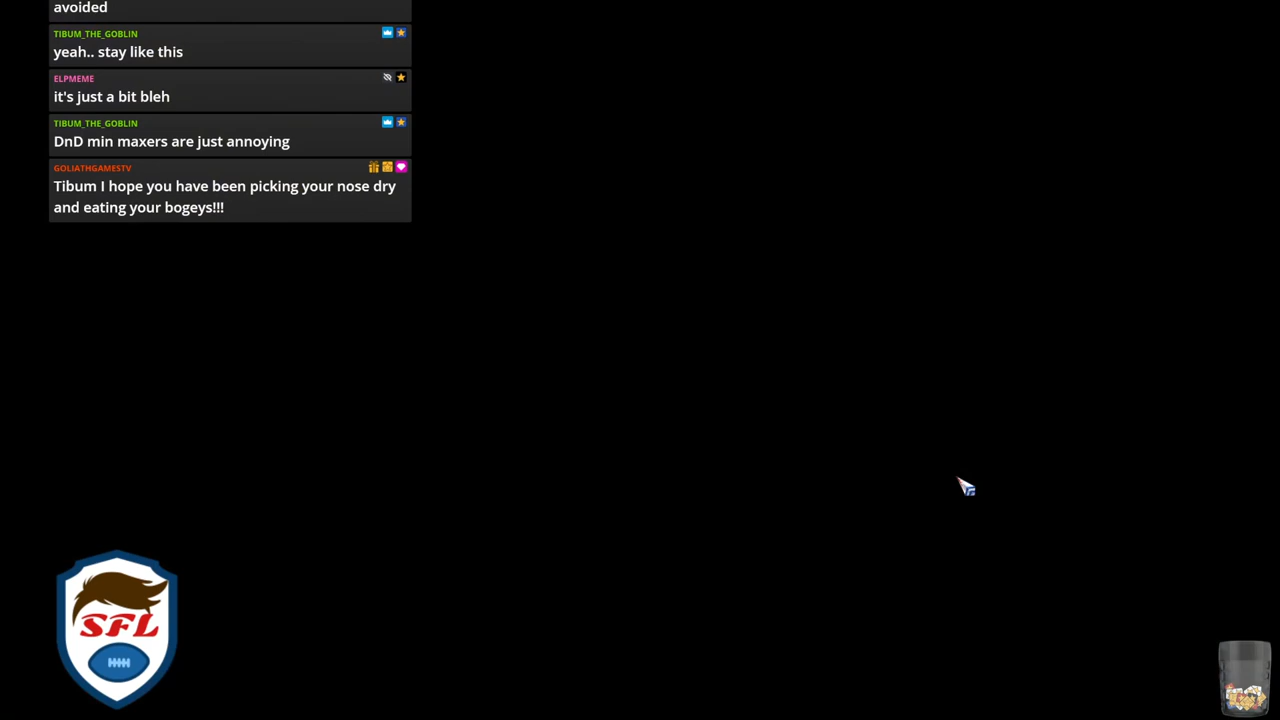 avoided
TIBUM_THE_GOBLIN
yeah.. stay like this
ELPMEME
it's just a bit bleh
TIBUM_THE_GOBLIN
DnD min maxers are just annoying
GOLIATHGAMESTV
Tibum I hope you have been picking your nose dry
and eating your bogeys!!!
SFL